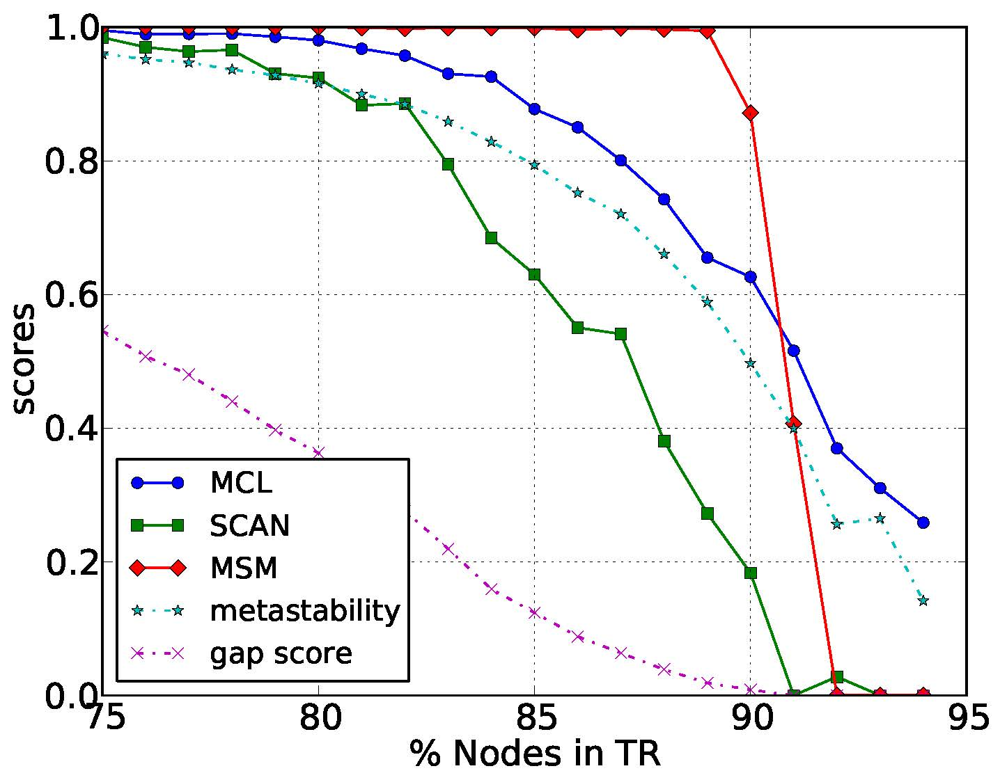 1.0
0.8
0.6
0.4
0.2
0.0
scores
MCL
SCAN
MSM
metastability
gap score
75 80 85 90 95
% Nodes in TR